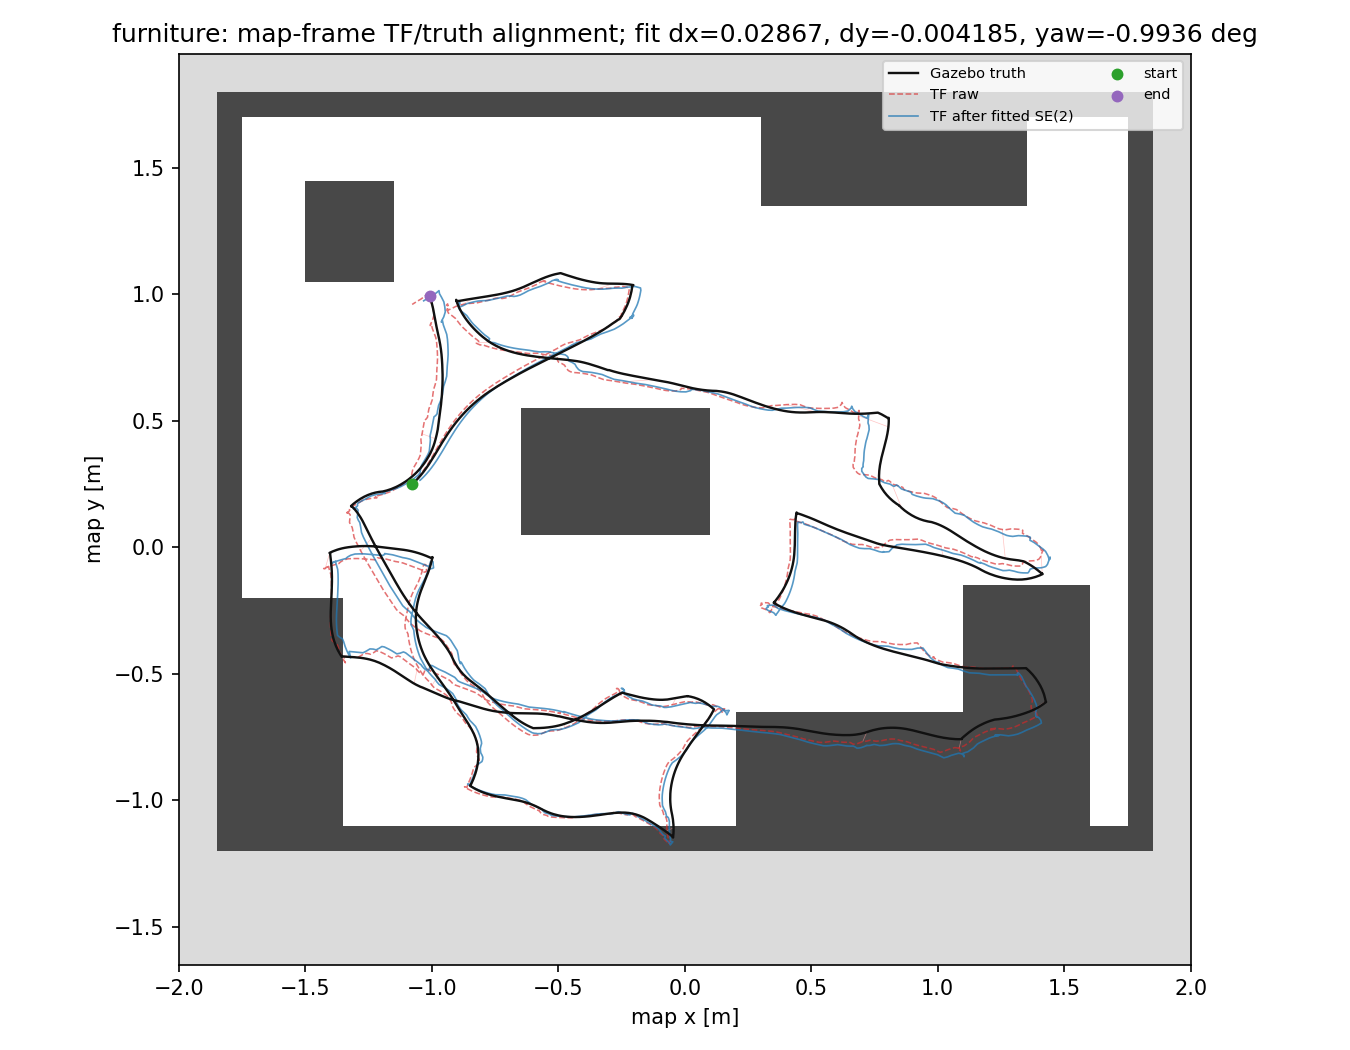 furniture: map-frame TF/truth alignment; fit dx=0.02867, dy=-0.004185, yaw=-0.9936 deg
Gazebo truth
TF raw
TF after fitted SE(2)
start
end
1.5
1.0
0.5
0.0
−0.5
−1.0
−1.5
map y [m]
−2.0 −1.5 −1.0 −0.5 0.0 0.5 1.0 1.5 2.0
map x [m]